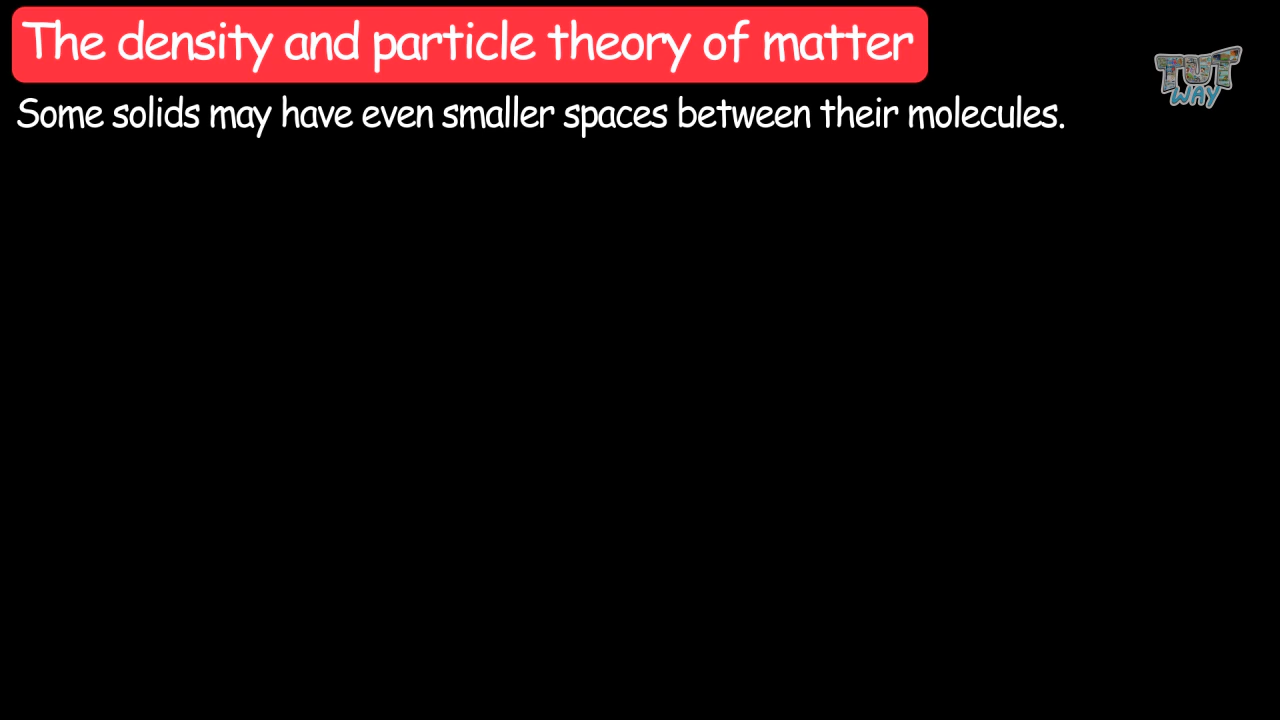 The density and particle theory of matter
TUT
WAY
Some solids may have even smaller spaces between their molecules.